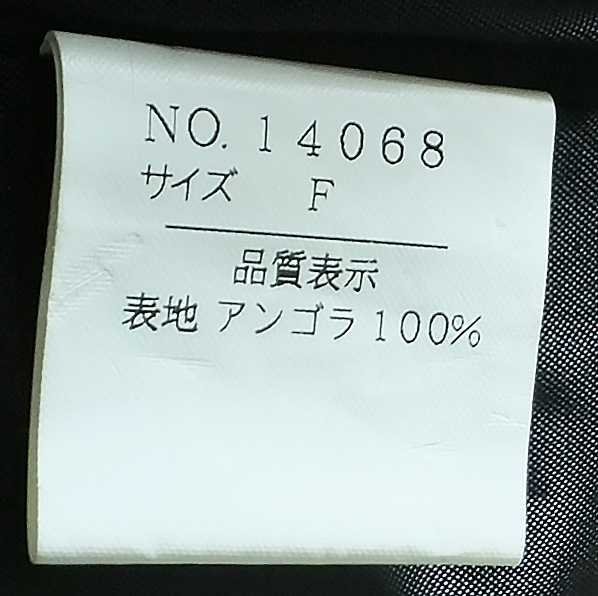 NO. 14068
サイズ F
品質表示
表地 アンゴラ 100%